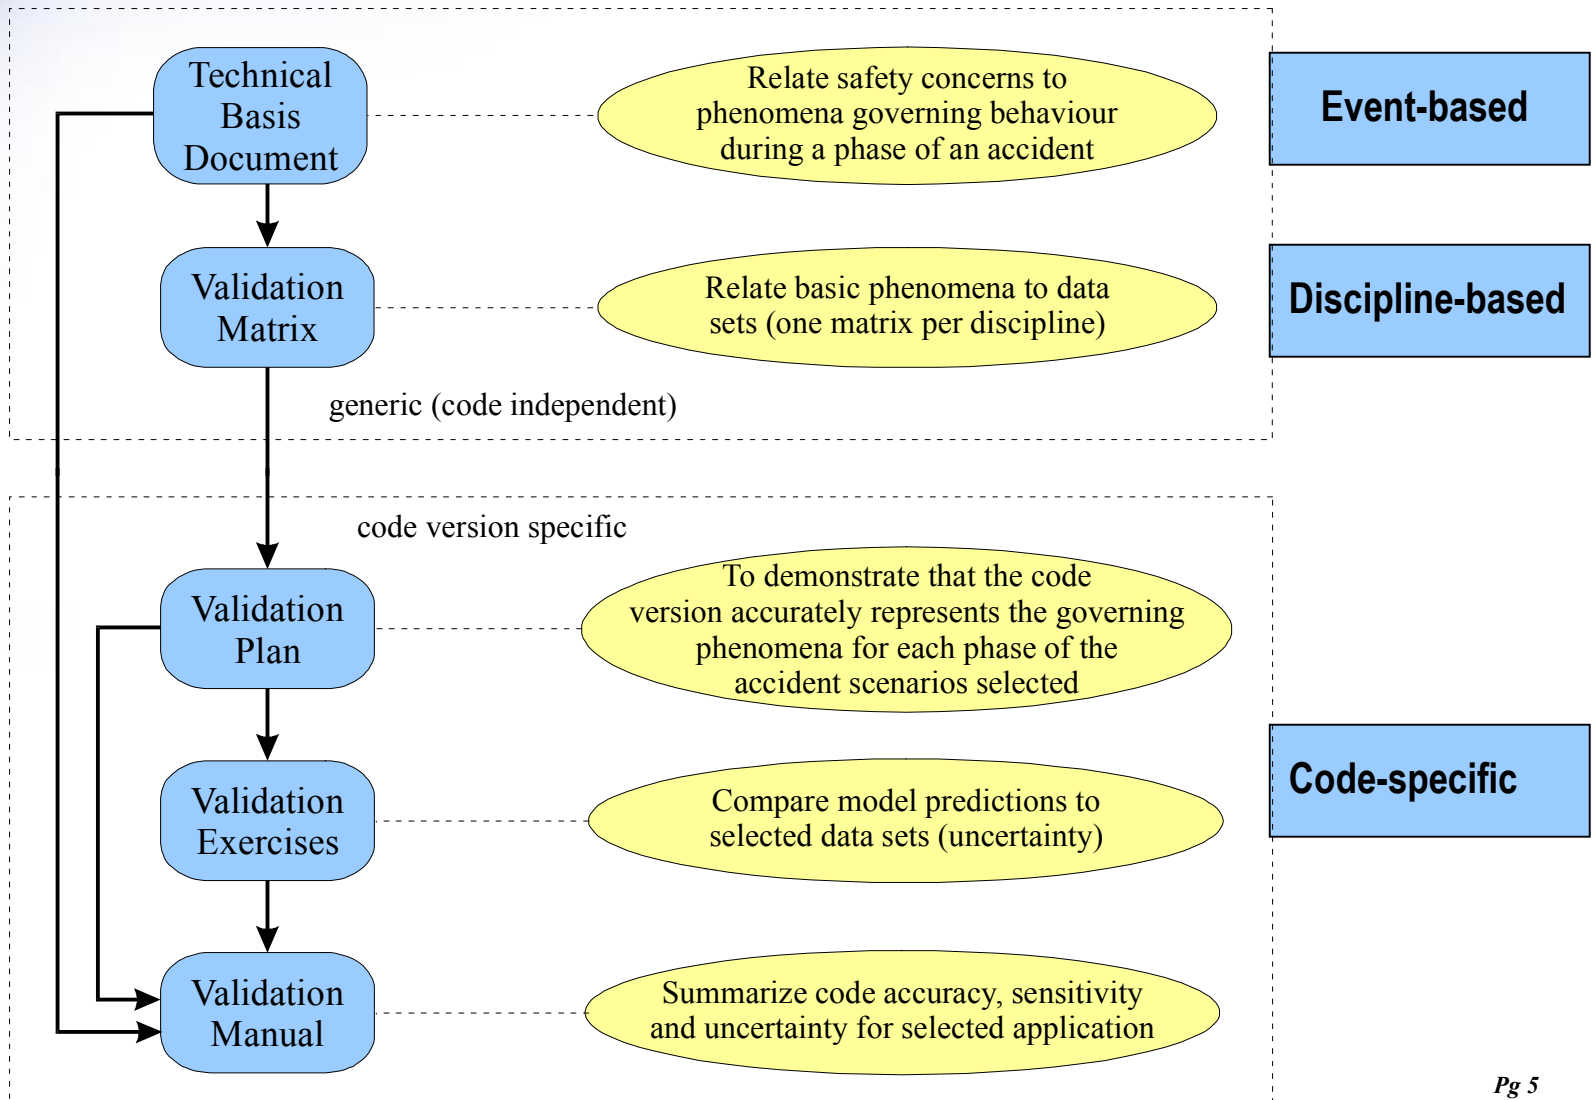 Technical
Basis
Document
Relate safety concerns to
phenomena governing behaviour
during a phase of an accident
Event-based
Validation
Matrix
Relate basic phenomena to data
sets (one matrix per discipline)
Discipline-based
generic (code independent)
code version specific
Validation
Plan
To demonstrate that the code
version accurately represents the governing
phenomena for each phase of the
accident scenarios selected
Validation
Exercises
Compare model predictions to
selected data sets (uncertainty)
Code-specific
Validation
Manual
Summarize code accuracy, sensitivity
and uncertainty for selected application
Pg 5